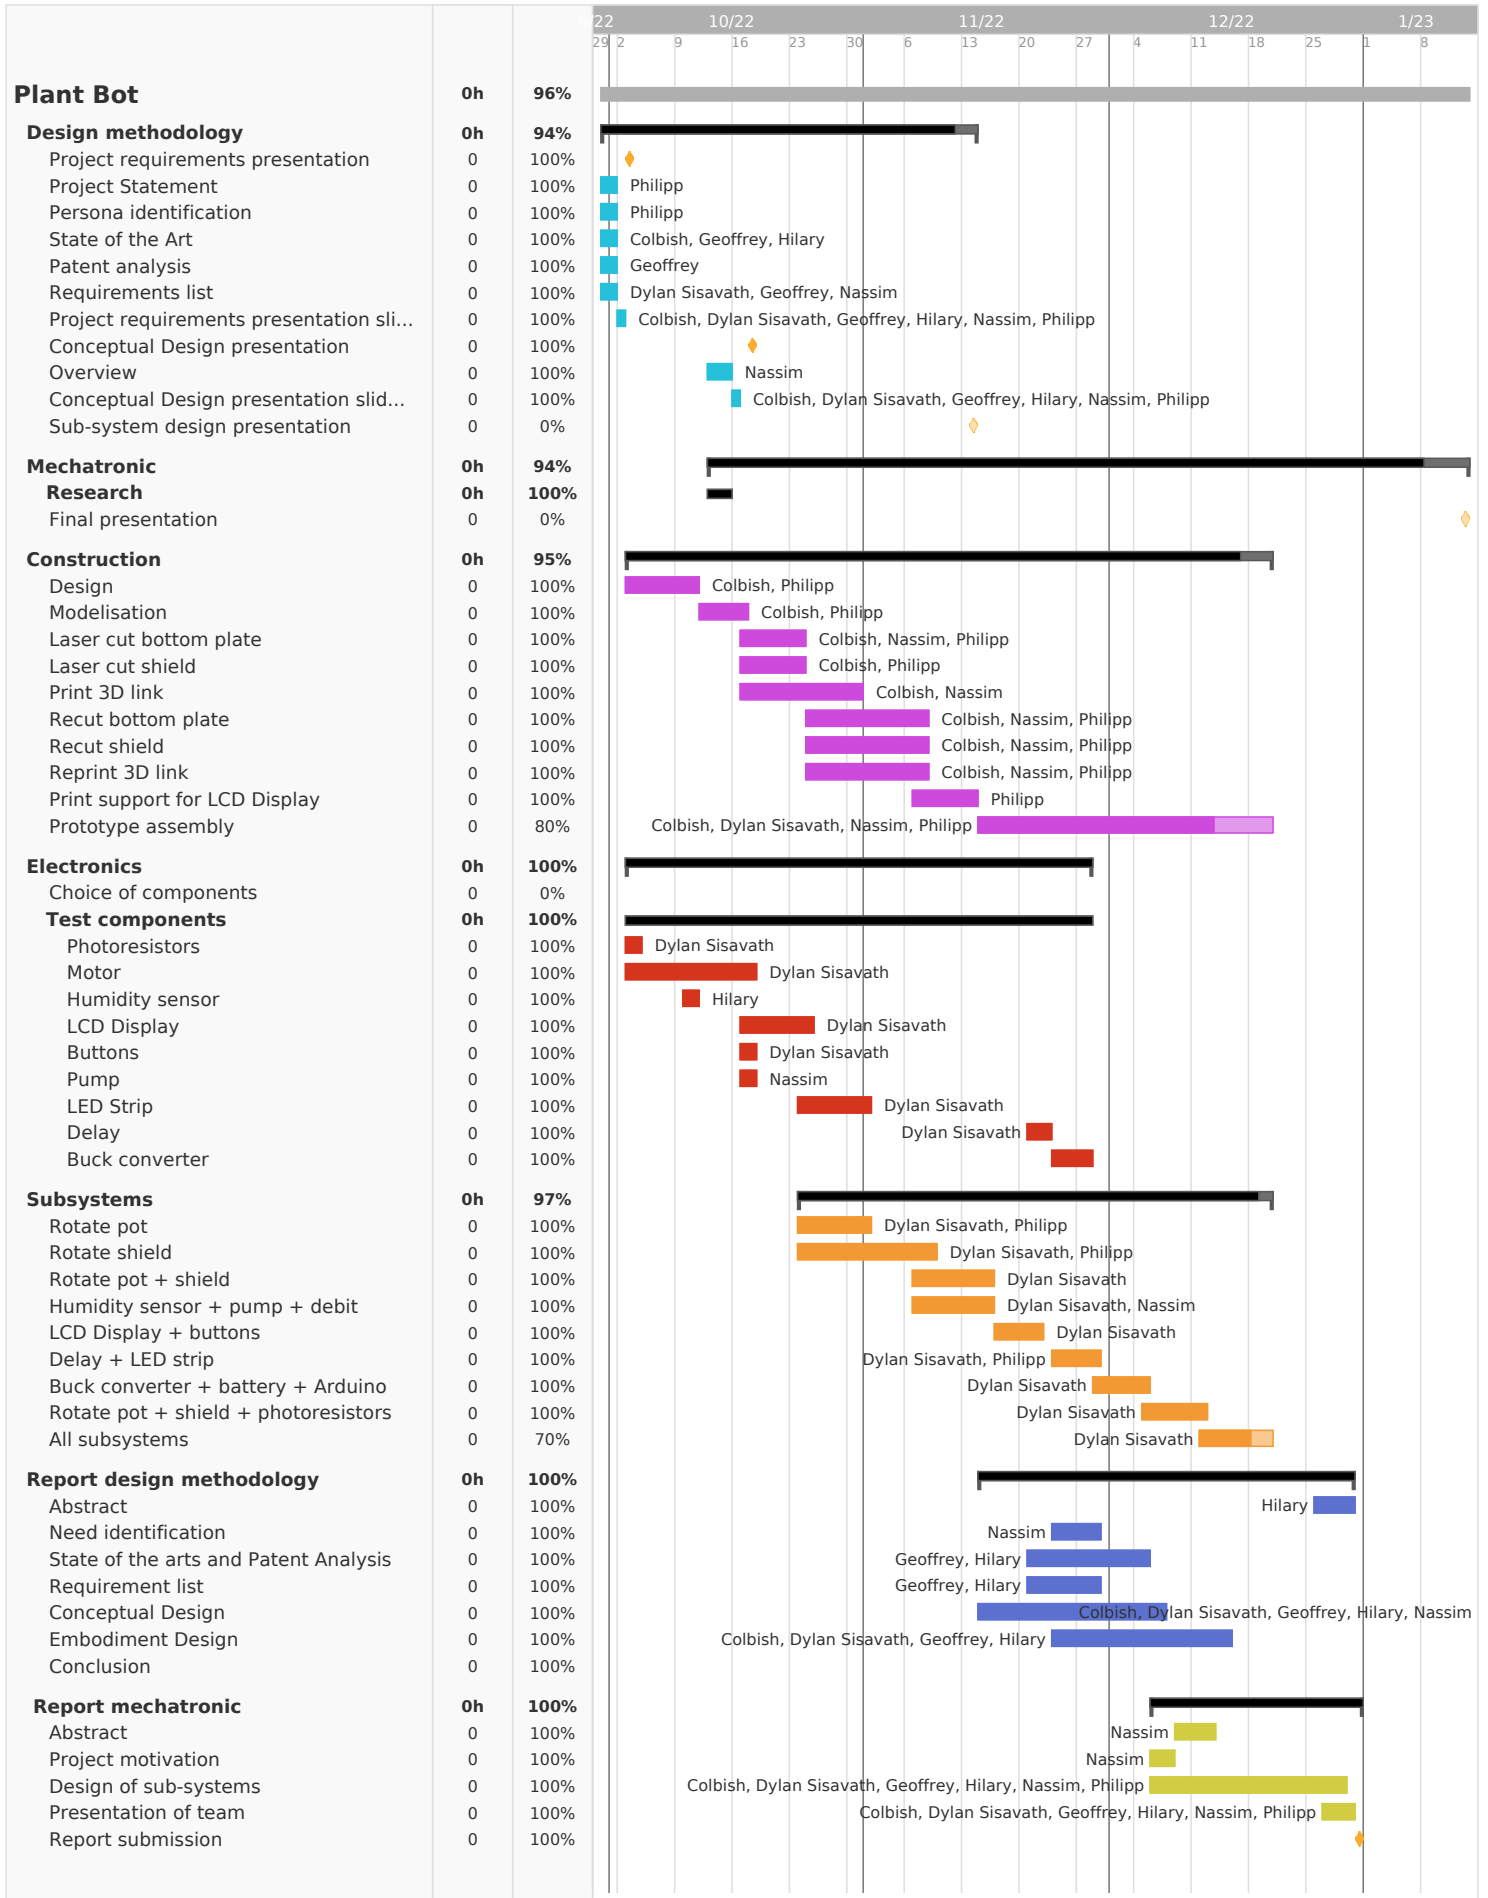 9/22 10/22 11/22 12/22 1/23
29 2 9 16 23 30 6 13 20 27 4 11 18 25 1 8
Plant Bot 0h 96%
Design methodology 0h 94%
Project requirements presentation 0 100%
Project Statement 0 100% Philipp
Persona identification 0 100% Philipp
State of the Art 0 100% Colbish, Geoffrey, Hilary
Patent analysis 0 100% Geoffrey
Requirements list 0 100% Dylan Sisavath, Geoffrey, Nassim
Project requirements presentation sli... 0 100% Colbish, Dylan Sisavath, Geoffrey, Hilary, Nassim, Philipp
Conceptual Design presentation 0 100%
Overview 0 100% Nassim
Conceptual Design presentation slid... 0 100% Colbish, Dylan Sisavath, Geoffrey, Hilary, Nassim, Philipp
Sub-system design presentation 0 0%
Mechatronic 0h 94%
Research 0h 100%
Final presentation 0 0%
Construction 0h 95%
Design 0 100% Colbish, Philipp
Modelisation 0 100% Colbish, Philipp
Laser cut bottom plate 0 100% Colbish, Nassim, Philipp
Laser cut shield 0 100% Colbish, Philipp
Print 3D link 0 100% Colbish, Nassim
Recut bottom plate 0 100% Colbish, Nassim, Philipp
Recut shield 0 100% Colbish, Nassim, Philipp
Reprint 3D link 0 100% Colbish, Nassim, Philipp
Print support for LCD Display 0 100% Philipp
Prototype assembly 0 80% Colbish, Dylan Sisavath, Nassim, Philipp
Electronics 0h 100%
Choice of components 0 0%
Test components 0h 100%
Photoresistors 0 100% Dylan Sisavath
Motor 0 100% Dylan Sisavath
Humidity sensor 0 100% Hilary
LCD Display 0 100% Dylan Sisavath
Buttons 0 100% Dylan Sisavath
Pump 0 100% Nassim
LED Strip 0 100% Dylan Sisavath
Delay 0 100% Dylan Sisavath
Buck converter 0 100%
Subsystems 0h 97%
Rotate pot 0 100% Dylan Sisavath, Philipp
Rotate shield 0 100% Dylan Sisavath, Philipp
Rotate pot + shield 0 100% Dylan Sisavath
Humidity sensor + pump + debit 0 100% Dylan Sisavath, Nassim
LCD Display + buttons 0 100% Dylan Sisavath
Delay + LED strip 0 100% Dylan Sisavath, Philipp
Buck converter + battery + Arduino 0 100% Dylan Sisavath
Rotate pot + shield + photoresistors 0 100% Dylan Sisavath
All subsystems 0 70% Dylan Sisavath
Report design methodology 0h 100%
Abstract 0 100% Hilary
Need identification 0 100% Nassim
State of the arts and Patent Analysis 0 100% Geoffrey, Hilary
Requirement list 0 100% Geoffrey, Hilary
Conceptual Design 0 100% Colbish, Dylan Sisavath, Geoffrey, Hilary, Nassim
Embodiment Design 0 100% Colbish, Dylan Sisavath, Geoffrey, Hilary
Conclusion 0 100%
Report mechatronic 0h 100%
Abstract 0 100% Nassim
Project motivation 0 100% Nassim
Design of sub-systems 0 100% Colbish, Dylan Sisavath, Geoffrey, Hilary, Nassim, Philipp
Presentation of team 0 100% Colbish, Dylan Sisavath, Geoffrey, Hilary, Nassim, Philipp
Report submission 0 100%